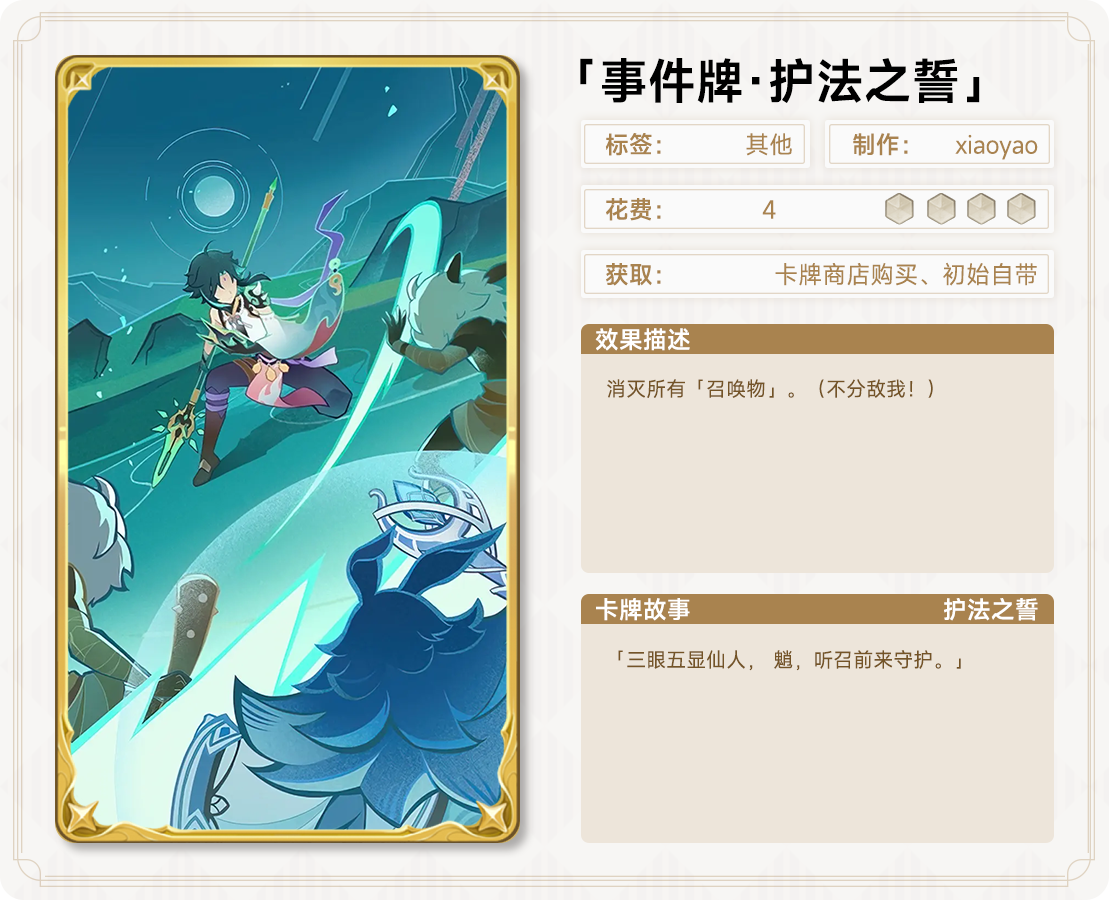 「事件牌·护法之誓」
标签： 其他
制作： xiaoyao
花费： 4
获取： 卡牌商店购买、初始自带
效果描述
消灭所有「召唤物」。（不分敌我！）
卡牌故事 护法之誓
「三眼五显仙人， 魈，听召前来守护。」